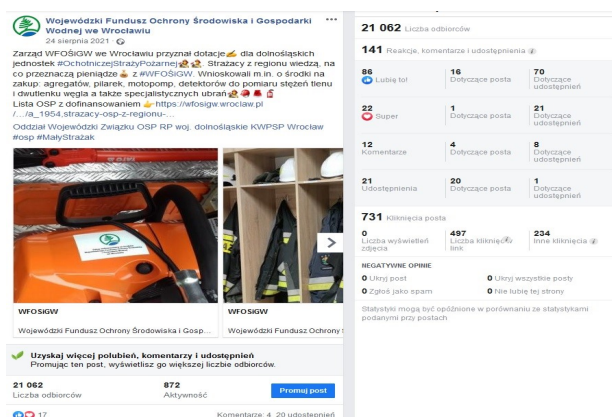 Wojewódzki Fundusz Ochrony Środowiska i Gospodarki
Wodnej we Wrocławiu
24 sierpnia 2021 ·
Zarząd WFOŚiGW we Wrocławiu przyznał dotacje✍ dla dolnośląskich
jednostek #OchotniczejStrażyPożarnej. Strażacy z regionu wiedzą, na
co przeznaczą pieniądze z #WFOŚiGW. Wnioskowali m.in. o środki na
zakup: agregatów, pilarek, motopomp, detektorów do pomiaru stężeń tlenu
i dwutlenku węgla a także specjalistycznych ubrań
Lista OSP z dofinansowaniem 👉https://wfosigw.wroclaw.pl
/.../a_1954,strazacy-osp-z-regionu-...
Oddział Wojewódzki Związku OSP RP woj. dolnośląskie KWPSP Wrocław
#osp #MałyStrażak
WFOSiGW
Wojewódzki Fundusz Ochrony Środowiska i Gosp...
WFOSiGW
Wojewódzki Fundusz Ochrony Ś
Uzyskaj więcej polubień, komentarzy i udostępnień
Promując ten post, wyświetlisz go większej liczbie odbiorców.
21 062
Liczba odbiorców
872
Aktywność
Promuj post
17
Komentarze: 4 20 udostępnień
21 062 Liczba odbiorców
141 Reakcje, komentarze i udostępnienia
86
Lubię to!
16
Dotyczące posta
70
Dotyczące
udostępnień
22
Super
1
Dotyczące posta
21
Dotyczące
udostępnień
12
Komentarze
4
Dotyczące posta
8
Dotyczące
udostępnień
21
Udostępnienia
20
Dotyczące posta
1
Dotyczące
udostępnień
731 Kliknięcia posta
0
Liczba wyświetleń
zdjęcia
497
Liczba kliknięć
link.
234
Inne kliknięcia
NEGATYWNE OPINIE
0 Ukryj post
0 Ukryj wszystkie posty
0 Zgłoś jako spam
0 Nie lubię tej strony
Statystyki mogą być opóźnione w porównaniu ze statystykami
podanymi przy postach